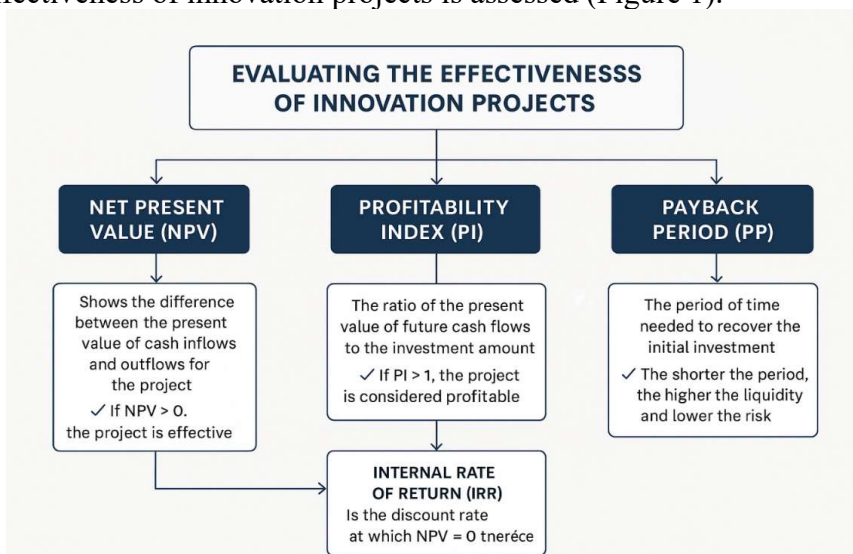 ffectiveness of innovation projects is assessed (Figure 1).
EVALUATING THE EFFECTIVENESSS
OF INNOVATION PROJECTS
NET PRESENT
VALUE (NPV)
Shows the difference
between the present
value of cash inflows
and outflows for
the project
✓ If NPV > 0.
the project is effective
PROFITABILITY
INDEX (PI)
The ratio of the present
value of future cash flows
to the investment amount
✓ If PI > 1, the project
is considered profitable
PAYBACK
PERIOD (PP)
The period of time
needed to recover the
initial investment
✓ The shorter the period,
the higher the liquidity
and lower the risk
INTERNAL RATE
OF RETURN (IRR)
Is the discount rate
at which NPV = 0 tneréce